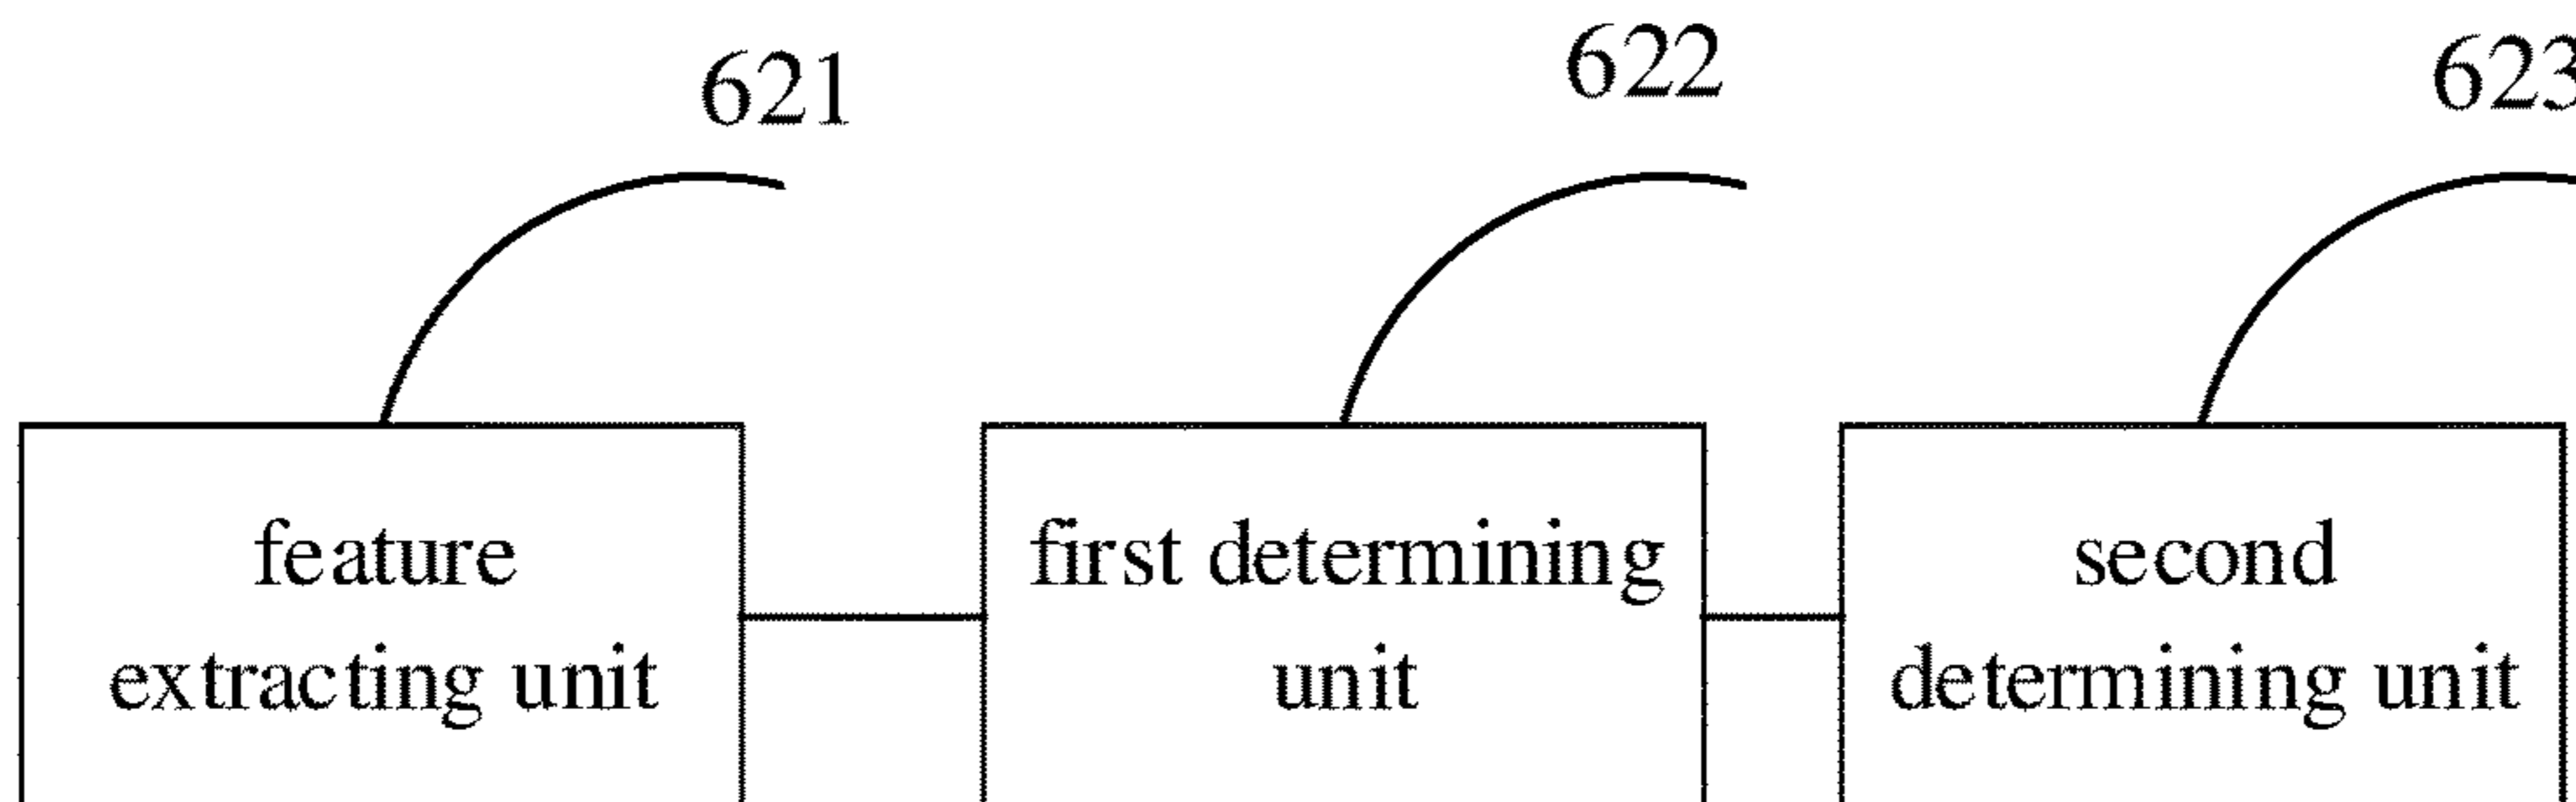 621
622
623
feature
extracting unit
first determining
unit
second
determining unit